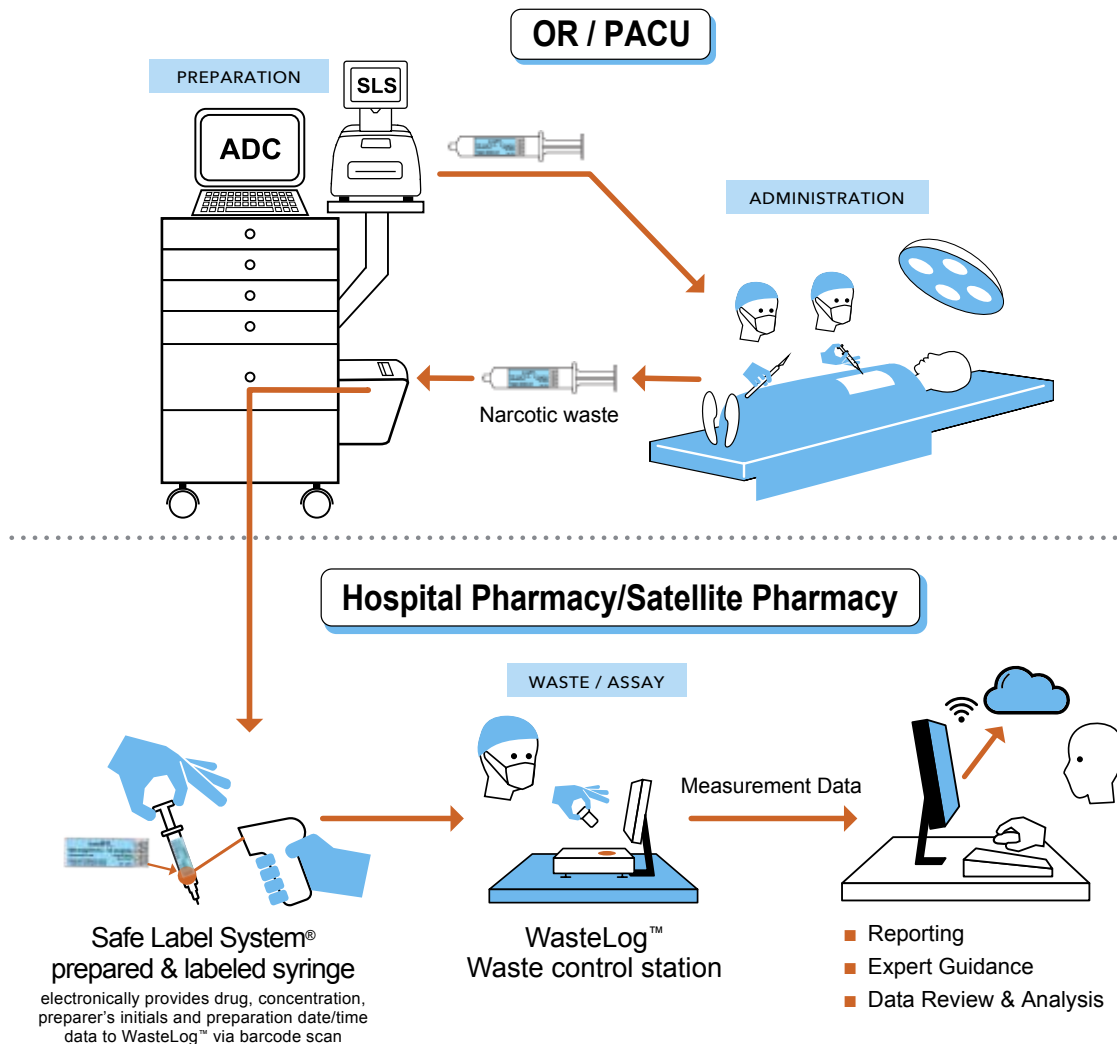 OR / PACU
PREPARATION
SLS
ADC
ADMINISTRATION
Narcotic waste
Hospital Pharmacy/Satellite Pharmacy
WASTE / ASSAY
Measurement Data
Safe Label System®
prepared & labeled syringe
electronically provides drug, concentration,
preparer's initials and preparation date/time
data to WasteLog™ via barcode scan
WasteLog™
Waste control station
■ Reporting
■ Expert Guidance
■ Data Review & Analysis